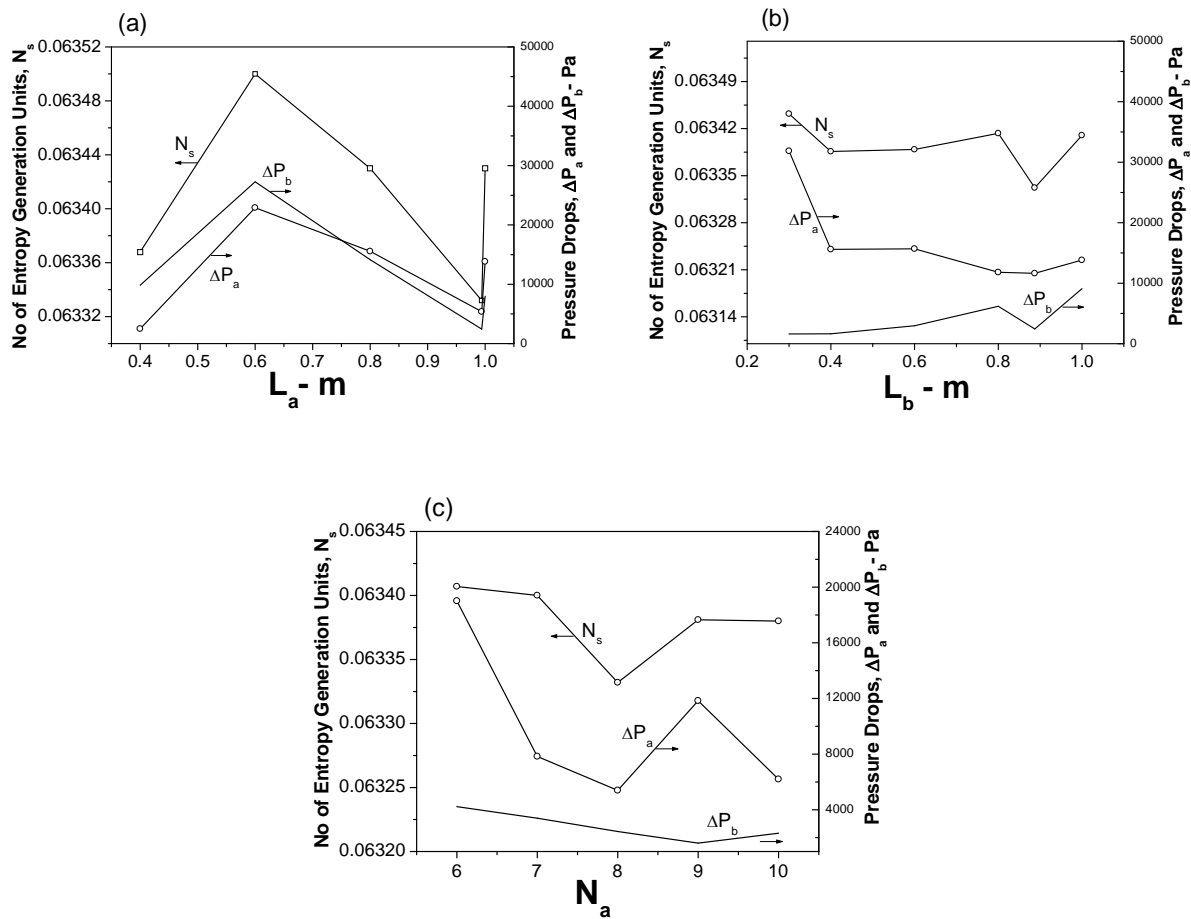 (a)
No of Entropy Generation Units, Ns
0.06352
0.06348
0.06344
0.06340
0.06336
0.06332
Ns
ΔPb
ΔPa
50000
40000
30000
20000
10000
0
Pressure Drops, ΔPa and ΔPb- Pa
0.4 0.5 0.6 0.7 0.8 0.9 1.0
La - m
(b)
No of Entropy Generation Units, Ns
0.06349
0.06342
0.06335
0.06328
0.06321
0.06314
Ns
ΔPa
ΔPb
50000
40000
30000
20000
10000
0
Pressure Drops, ΔPa and ΔPb- Pa
0.2 0.4 0.6 0.8 1.0
Lb - m
(c)
No of Entropy Generation Units, Ns
0.06345
0.06340
0.06335
0.06330
0.06325
0.06320
Ns
ΔPa
ΔPb
24000
20000
16000
12000
8000
4000
Pressure Drops, ΔPa and ΔPb- Pa
6 7 8 9 10
Na